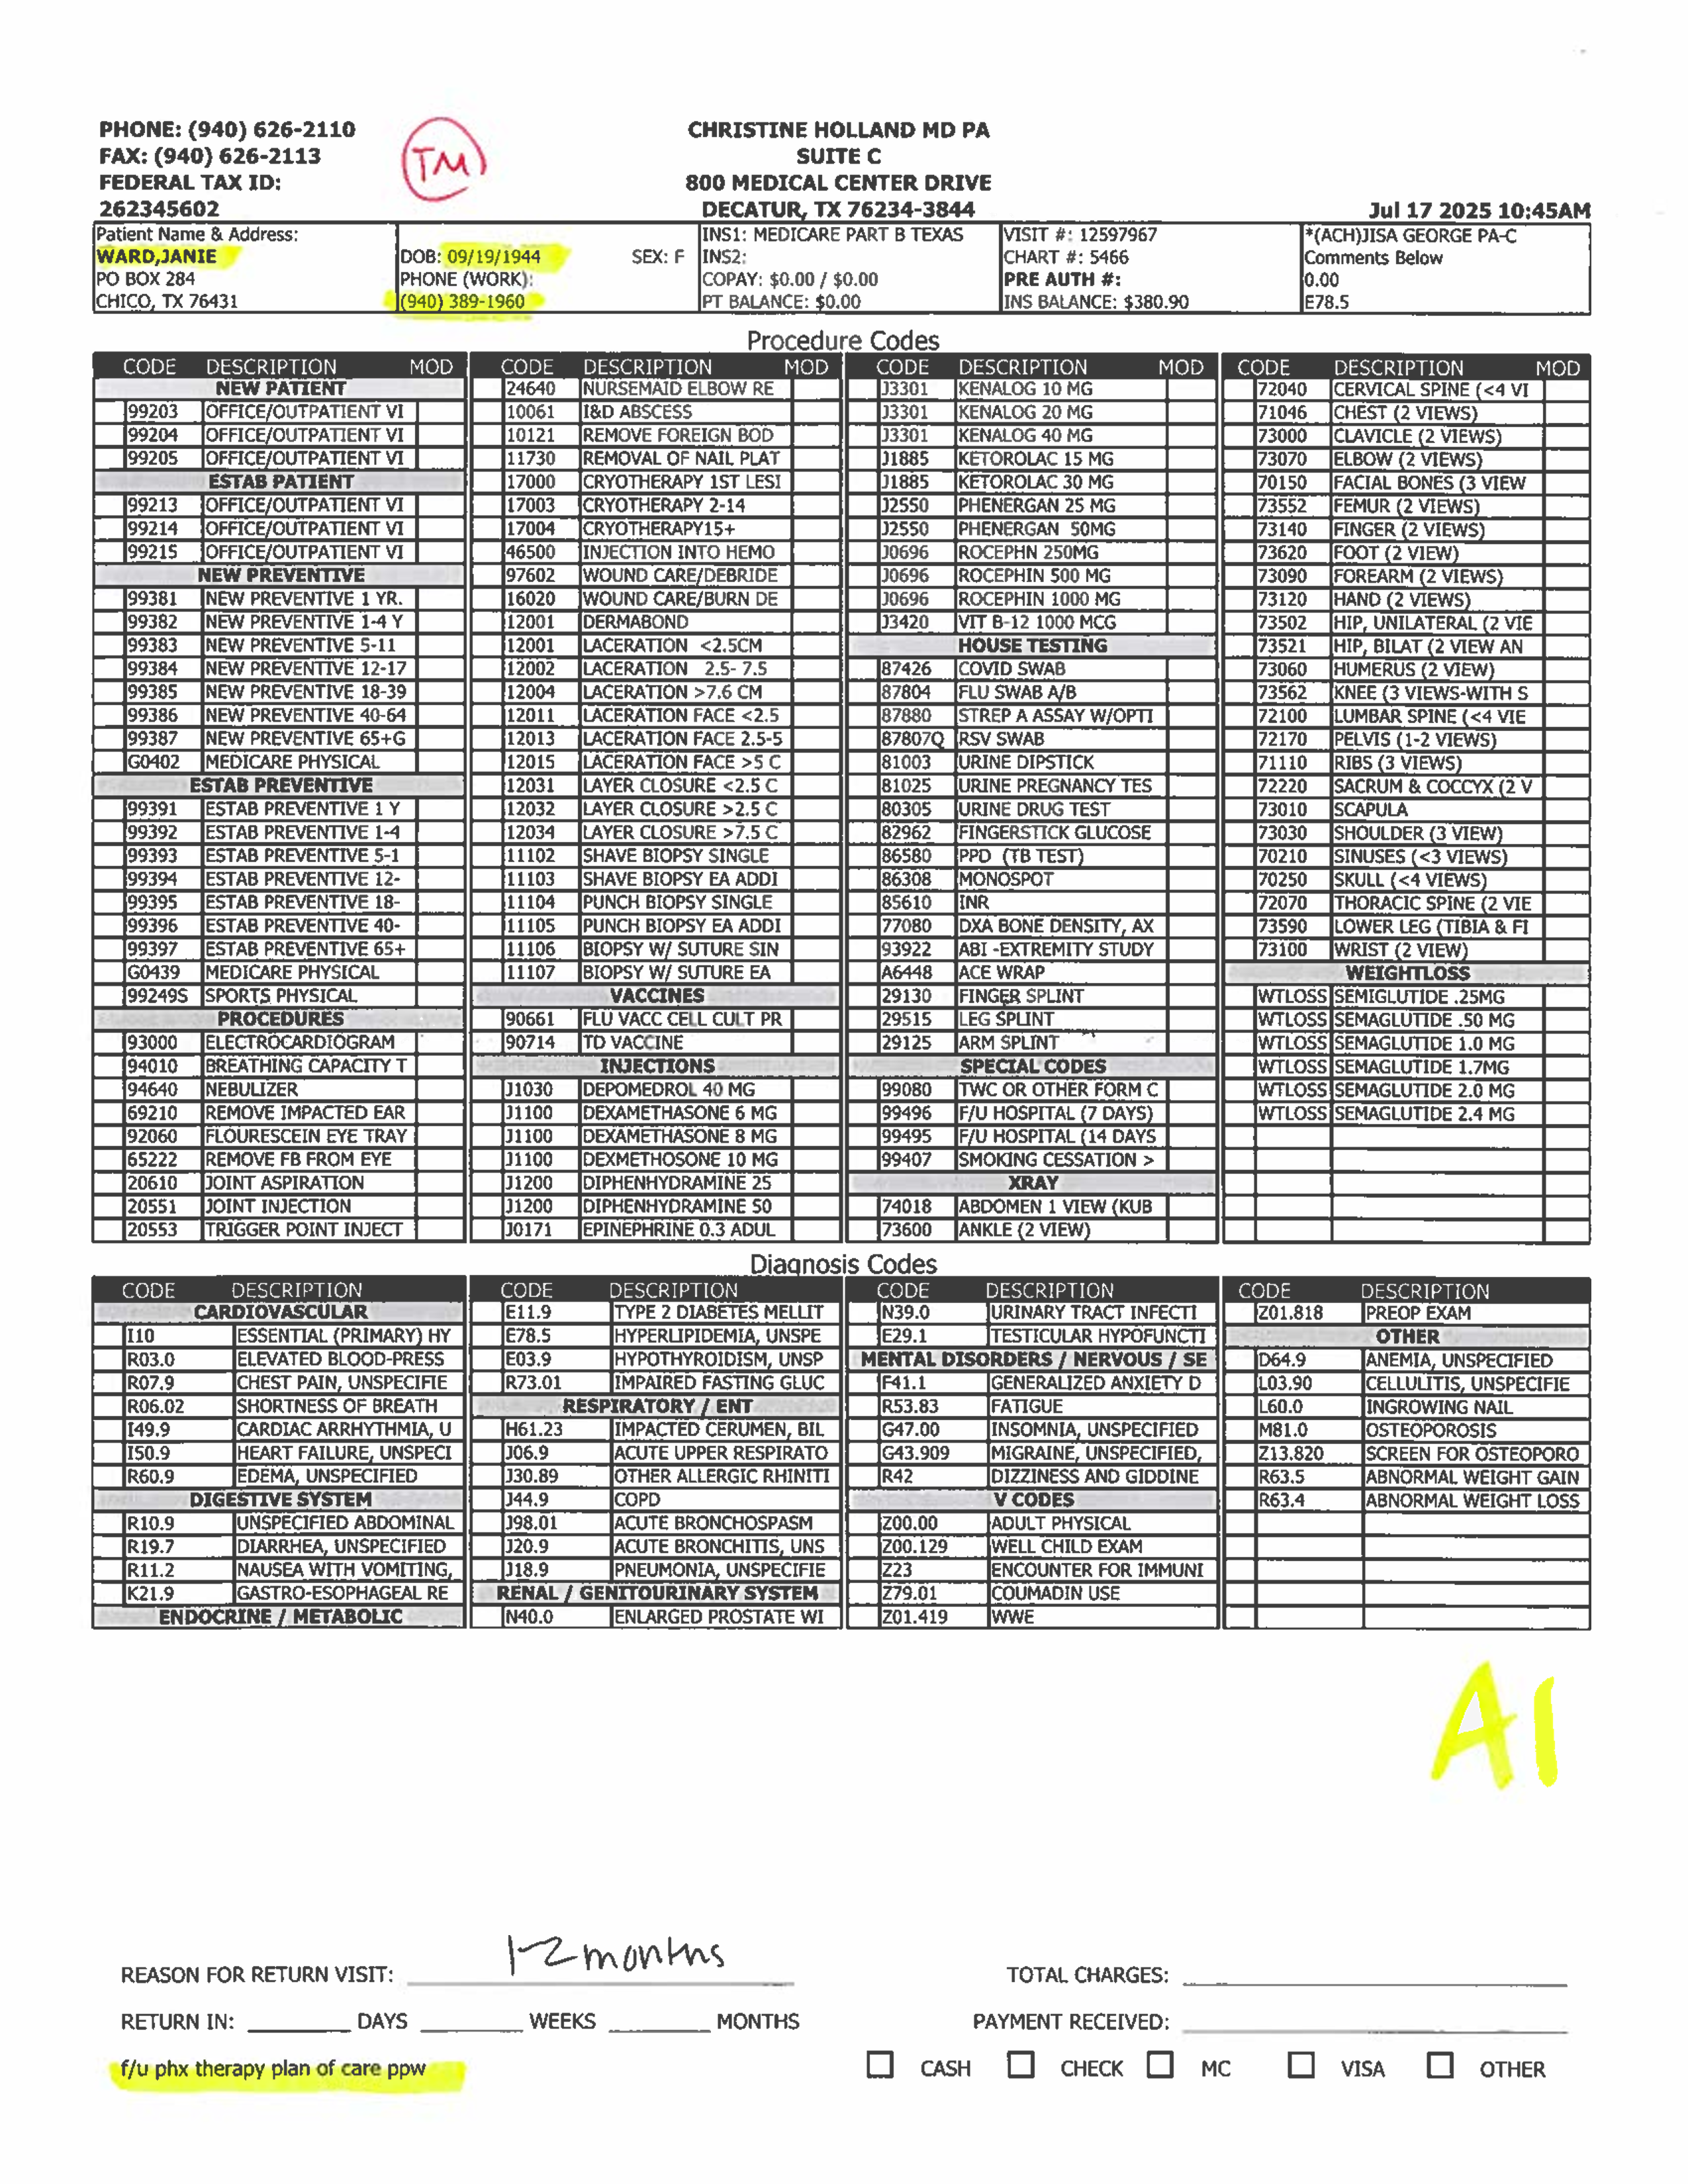 PHONE: (940) 626-2110
FAX: (940) 626-2113
FEDERAL TAX ID:
262345602
TM
CHRISTINE HOLLAND MD PA
SUITE C
800 MEDICAL CENTER DRIVE
DECATUR, TX 76234-3844
Jul 17 2025 10:45AM
Patient Name & Address:
WARD,JANIE
PO BOX 284
CHICO, TX 76431
DOB: 09/19/1944 SEX: F
PHONE (WORK):
(940) 389-1960
INS1: MEDICARE PART B TEXAS
INS2:
COPAY: $0.00 / $0.00
PT BALANCE: $0.00
VISIT #: 12597967
CHART #: 5466
PRE AUTH #:
INS BALANCE: $380.90
*(ACH)JISA GEORGE PA-C
Comments Below
0.00
E78.5
Procedure Codes
CODE DESCRIPTION MOD
NEW PATIENT
99203 OFFICE/OUTPATIENT VI
99204 OFFICE/OUTPATIENT VI
99205 OFFICE/OUTPATIENT VI
ESTAB PATIENT
99213 OFFICE/OUTPATIENT VI
99214 OFFICE/OUTPATIENT VI
99215 OFFICE/OUTPATIENT VI
NEW PREVENTIVE
99381 NEW PREVENTIVE 1 YR.
99382 NEW PREVENTIVE 1-4 Y
99383 NEW PREVENTIVE 5-11
99384 NEW PREVENTIVE 12-17
99385 NEW PREVENTIVE 18-39
99386 NEW PREVENTIVE 40-64
99387 NEW PREVENTIVE 65+G
G0402 MEDICARE PHYSICAL
ESTAB PREVENTIVE
99391 ESTAB PREVENTIVE 1 Y
99392 ESTAB PREVENTIVE 1-4
99393 ESTAB PREVENTIVE 5-1
99394 ESTAB PREVENTIVE 12-
99395 ESTAB PREVENTIVE 18-
99396 ESTAB PREVENTIVE 40-
99397 ESTAB PREVENTIVE 65+
G0439 MEDICARE PHYSICAL
99249S SPORTS PHYSICAL
PROCEDURES
93000 ELECTROCARDIOGRAM
94010 BREATHING CAPACITY T
94640 NEBULIZER
69210 REMOVE IMPACTED EAR
92060 FLOURESCEIN EYE TRAY
65222 REMOVE FB FROM EYE
20610 JOINT ASPIRATION
20551 JOINT INJECTION
20553 TRIGGER POINT INJECT
CODE DESCRIPTION MOD
24640 NURSEMAID ELBOW RE
10061 I&D ABSCESS
10121 REMOVE FOREIGN BOD
11730 REMOVAL OF NAIL PLAT
17000 CRYOTHERAPY 1ST LESI
17003 CRYOTHERAPY 2-14
17004 CRYOTHERAPY15+
46500 INJECTION INTO HEMO
97602 WOUND CARE/DEBRIDE
16020 WOUND CARE/BURN DE
12001 DERMABOND
12001 LACERATION <2.5CM
12002 LACERATION 2.5- 7.5
12004 LACERATION >7.6 CM
12011 LACERATION FACE <2.5
12013 LACERATION FACE 2.5-5
12015 LACERATION FACE >5 C
12031 LAYER CLOSURE <2.5 C
12032 LAYER CLOSURE >2.5 C
12034 LAYER CLOSURE >7.5 C
11102 SHAVE BIOPSY SINGLE
11103 SHAVE BIOPSY EA ADDI
11104 PUNCH BIOPSY SINGLE
11105 PUNCH BIOPSY EA ADDI
11106 BIOPSY W/ SUTURE SIN
11107 BIOPSY W/ SUTURE EA
VACCINES
90661 FLU VACC CELL CULT PR
90714 TD VACCINE
INJECTIONS
J1030 DEPOMEDROL 40 MG
J1100 DEXAMETHASONE 6 MG
J1100 DEXAMETHASONE 8 MG
J1100 DEXMETHOSONE 10 MG
J1200 DIPHENHYDRAMINE 25
J1200 DIPHENHYDRAMINE 50
J0171 EPINEPHRINE 0.3 ADUL
CODE DESCRIPTION MOD
J3301 KENALOG 10 MG
J3301 KENALOG 20 MG
J3301 KENALOG 40 MG
J1885 KETOROLAC 15 MG
J1885 KETOROLAC 30 MG
J2550 PHENERGAN 25 MG
J2550 PHENERGAN 50MG
J0696 ROCEPHN 250MG
J0696 ROCEPHIN 500 MG
J0696 ROCEPHIN 1000 MG
J3420 VIT B-12 1000 MCG
HOUSE TESTING
87426 COVID SWAB
87804 FLU SWAB A/B
87880 STREP A ASSAY W/OPTI
87807Q RSV SWAB
81003 URINE DIPSTICK
81025 URINE PREGNANCY TES
80305 URINE DRUG TEST
82962 FINGERSTICK GLUCOSE
86580 PPD (TB TEST)
86308 MONOSPOT
85610 INR
77080 DXA BONE DENSITY, AX
93922 ABI -EXTREMITY STUDY
A6448 ACE WRAP
29130 FINGER SPLINT
29515 LEG SPLINT
29125 ARM SPLINT
SPECIAL CODES
99080 TWC OR OTHER FORM C
99496 F/U HOSPITAL (7 DAYS)
99495 F/U HOSPITAL (14 DAYS
99407 SMOKING CESSATION >
XRAY
74018 ABDOMEN 1 VIEW (KUB
73600 ANKLE (2 VIEW)
CODE DESCRIPTION MOD
72040 CERVICAL SPINE (<4 VI
71046 CHEST (2 VIEWS)
73000 CLAVICLE (2 VIEWS)
73070 ELBOW (2 VIEWS)
70150 FACIAL BONES (3 VIEW
73552 FEMUR (2 VIEWS)
73140 FINGER (2 VIEWS)
73620 FOOT (2 VIEW)
73090 FOREARM (2 VIEWS)
73120 HAND (2 VIEWS)
73502 HIP, UNILATERAL (2 VIE
73521 HIP, BILAT (2 VIEW AN
73060 HUMERUS (2 VIEW)
73562 KNEE (3 VIEWS-WITH S
72100 LUMBAR SPINE (<4 VIE
72170 PELVIS (1-2 VIEWS)
71110 RIBS (3 VIEWS)
72220 SACRUM & COCCYX (2 V
73010 SCAPULA
73030 SHOULDER (3 VIEW)
70210 SINUSES (<3 VIEWS)
70250 SKULL (<4 VIEWS)
72070 THORACIC SPINE (2 VIE
73590 LOWER LEG (TIBIA & FI
73100 WRIST (2 VIEW)
WEIGHTLOSS
WTLOSS SEMIGLUTIDE .25MG
WTLOSS SEMAGLUTIDE .50 MG
WTLOSS SEMAGLUTIDE 1.0 MG
WTLOSS SEMAGLUTIDE 1.7MG
WTLOSS SEMAGLUTIDE 2.0 MG
WTLOSS SEMAGLUTIDE 2.4 MG
Diagnosis Codes
CODE DESCRIPTION
CARDIOVASCULAR
I10 ESSENTIAL (PRIMARY) HY
R03.0 ELEVATED BLOOD-PRESS
R07.9 CHEST PAIN, UNSPECIFIE
R06.02 SHORTNESS OF BREATH
I49.9 CARDIAC ARRHYTHMIA, U
I50.9 HEART FAILURE, UNSPECI
R60.9 EDEMA, UNSPECIFIED
DIGESTIVE SYSTEM
R10.9 UNSPECIFIED ABDOMINAL
R19.7 DIARRHEA, UNSPECIFIED
R11.2 NAUSEA WITH VOMITING,
K21.9 GASTRO-ESOPHAGEAL RE
ENDOCRINE / METABOLIC
CODE DESCRIPTION
E11.9 TYPE 2 DIABETES MELLIT
E78.5 HYPERLIPIDEMIA, UNSPE
E03.9 HYPOTHYROIDISM, UNSP
R73.01 IMPAIRED FASTING GLUC
RESPIRATORY / ENT
H61.23 IMPACTED CERUMEN, BIL
J06.9 ACUTE UPPER RESPIRATO
J30.89 OTHER ALLERGIC RHINITI
J44.9 COPD
J98.01 ACUTE BRONCHOSPASM
J20.9 ACUTE BRONCHITIS, UNS
J18.9 PNEUMONIA, UNSPECIFIE
RENAL / GENITOURINARY SYSTEM
N40.0 ENLARGED PROSTATE WI
CODE DESCRIPTION
N39.0 URINARY TRACT INFECTI
E29.1 TESTICULAR HYPOFUNCTI
MENTAL DISORDERS / NERVOUS / SE
F41.1 GENERALIZED ANXIETY D
R53.83 FATIGUE
G47.00 INSOMNIA, UNSPECIFIED
G43.909 MIGRAINE, UNSPECIFIED,
R42 DIZZINESS AND GIDDINE
V CODES
Z00.00 ADULT PHYSICAL
Z00.129 WELL CHILD EXAM
Z23 ENCOUNTER FOR IMMUNI
Z79.01 COUMADIN USE
Z01.419 WWE
CODE DESCRIPTION
Z01.818 PREOP EXAM
OTHER
D64.9 ANEMIA, UNSPECIFIED
L03.90 CELLULITIS, UNSPECIFIE
L60.0 INGROWING NAIL
M81.0 OSTEOPOROSIS
Z13.820 SCREEN FOR OSTEOPORO
R63.5 ABNORMAL WEIGHT GAIN
R63.4 ABNORMAL WEIGHT LOSS
A1
REASON FOR RETURN VISIT: 1-2 months
RETURN IN: DAYS WEEKS MONTHS
f/u phx therapy plan of care ppw
TOTAL CHARGES:
PAYMENT RECEIVED:
CASH CHECK MC VISA OTHER